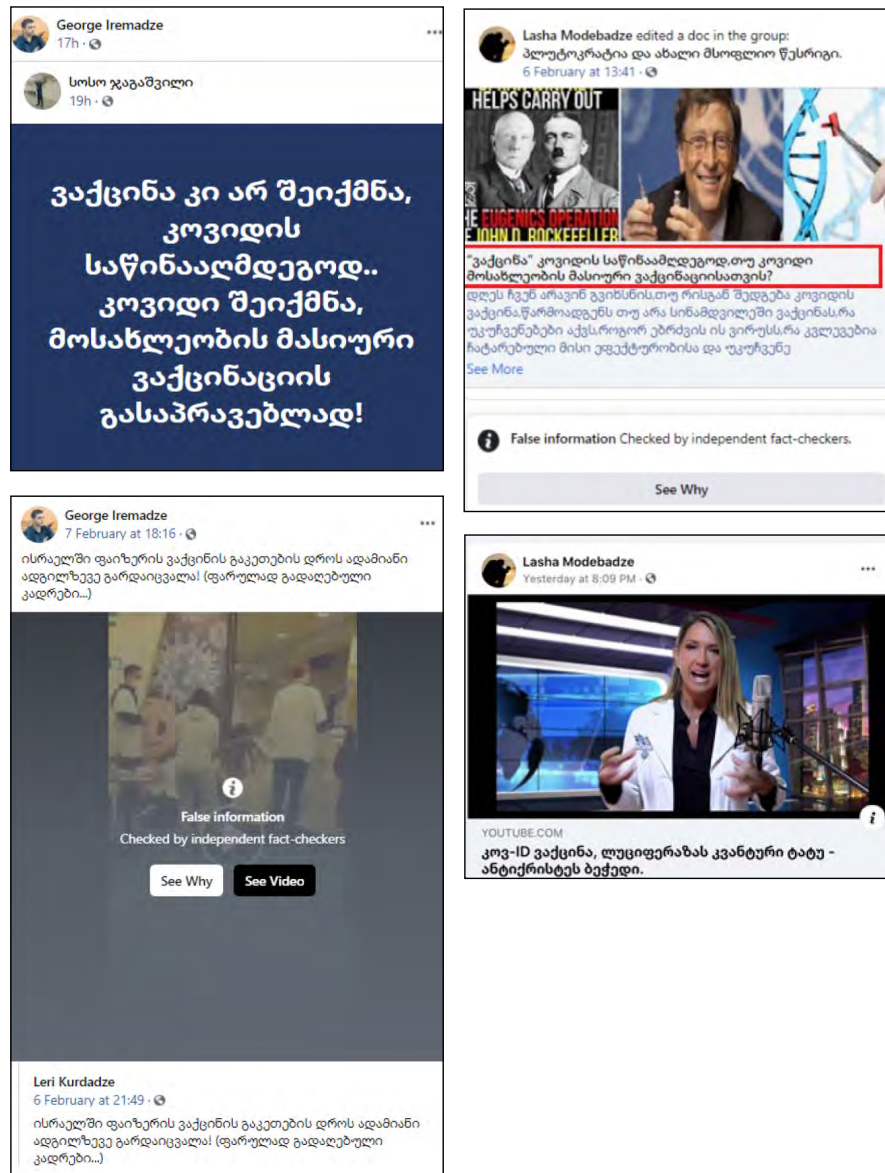 George Iremadze
17h
სოსო ჯაგაშვილი
19h
ვაქცინა კი არ შეიქმნა,
კოვიდის
საწინააღმდეგოდ..
კოვიდი შეიქმნა,
მოსახლეობის მასიური
ვაქცინაციის
გასაპრავებლად!
Lasha Modebadze edited a doc in the group:
პლუტოკრატია და ახალი მსოფლიო წესრიგი.
6 February at 13:41
HELPS CARRY OUT
HE EUGENICS OPERATION
F JOHN D. ROCKEFELLER
“ვაქცინა” კოვიდის საწინაამღდეგოდ,თუ კოვიდი
მოსახლეობის მასიური ვაქცინაციისათვის?
დღეს ჩვენ არავინ გვიხსნის,თუ რისგან შედგება კოვიდის
ვაქცინა,წარმოადგენს თუ არა სინამდვილეში ვაქცინას,რა
უკუჩვენებები აქვს,როგორ ებრძვის ის ვირუსს,რა კვლევებია
ჩატარებული მისი ეფექტურობისა და უკუჩვენე
See More
False information Checked by independent fact-checkers.
See Why
George Iremadze
7 February at 18:16
ისრაელში ფაიზერის ვაქცინის გაკეთების დროს ადამიანი
ადგილზევე გარდაიცვალა! (ფარულად გადაღებული
კადრები...)
False information
Checked by independent fact-checkers
See Why
See Video
Leri Kurdadze
6 February at 21:49
ისრაელში ფაიზერის ვაქცინის გაკეთების დროს ადამიანი
ადგილზევე გარდაიცვალა! (ფარულად გადაღებული
კადრები...)
Lasha Modebadze
Yesterday at 8:09 PM
YOUTUBE.COM
კოვ-ID ვაქცინა, ლუციფერაზას კვანტური ტატუ -
ანტიქრისტეს ბეჭედი.